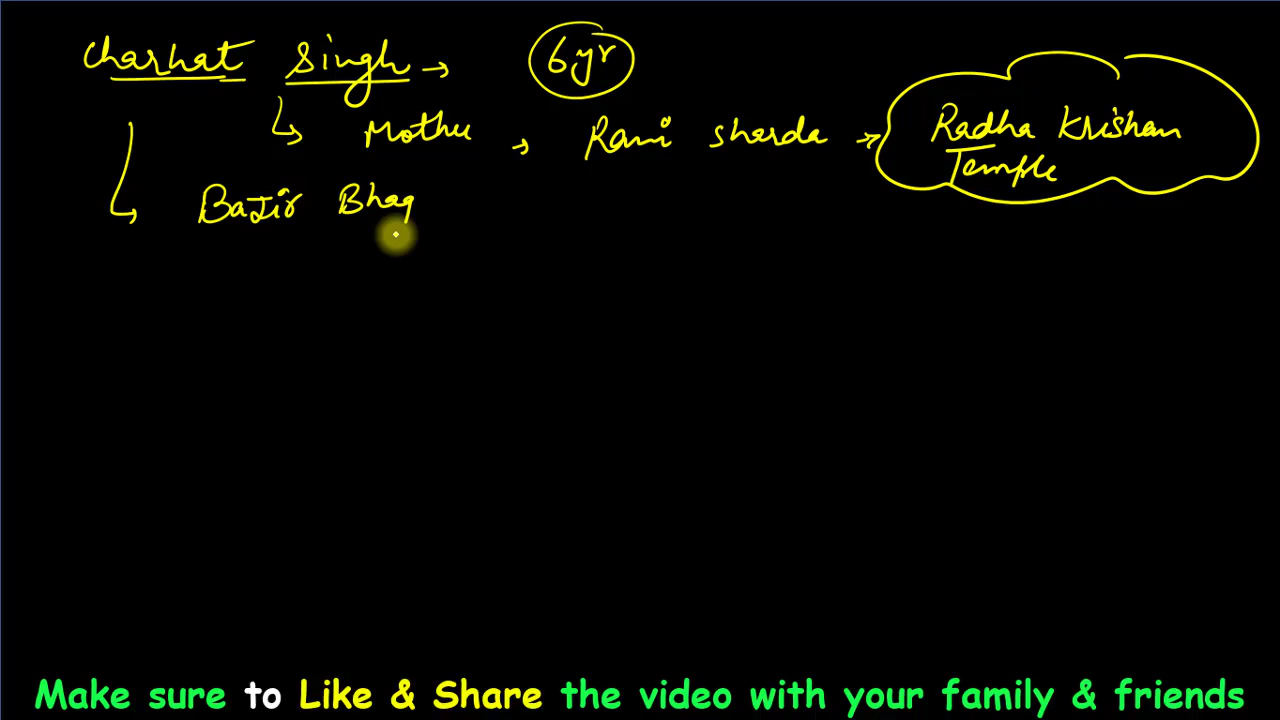 Charhat Singh → 6yr
↳ Mother → Rani Sharda → Radha Krishan
Temple
↳ Bajir Bhag
Make sure to Like & Share the video with your family & friends